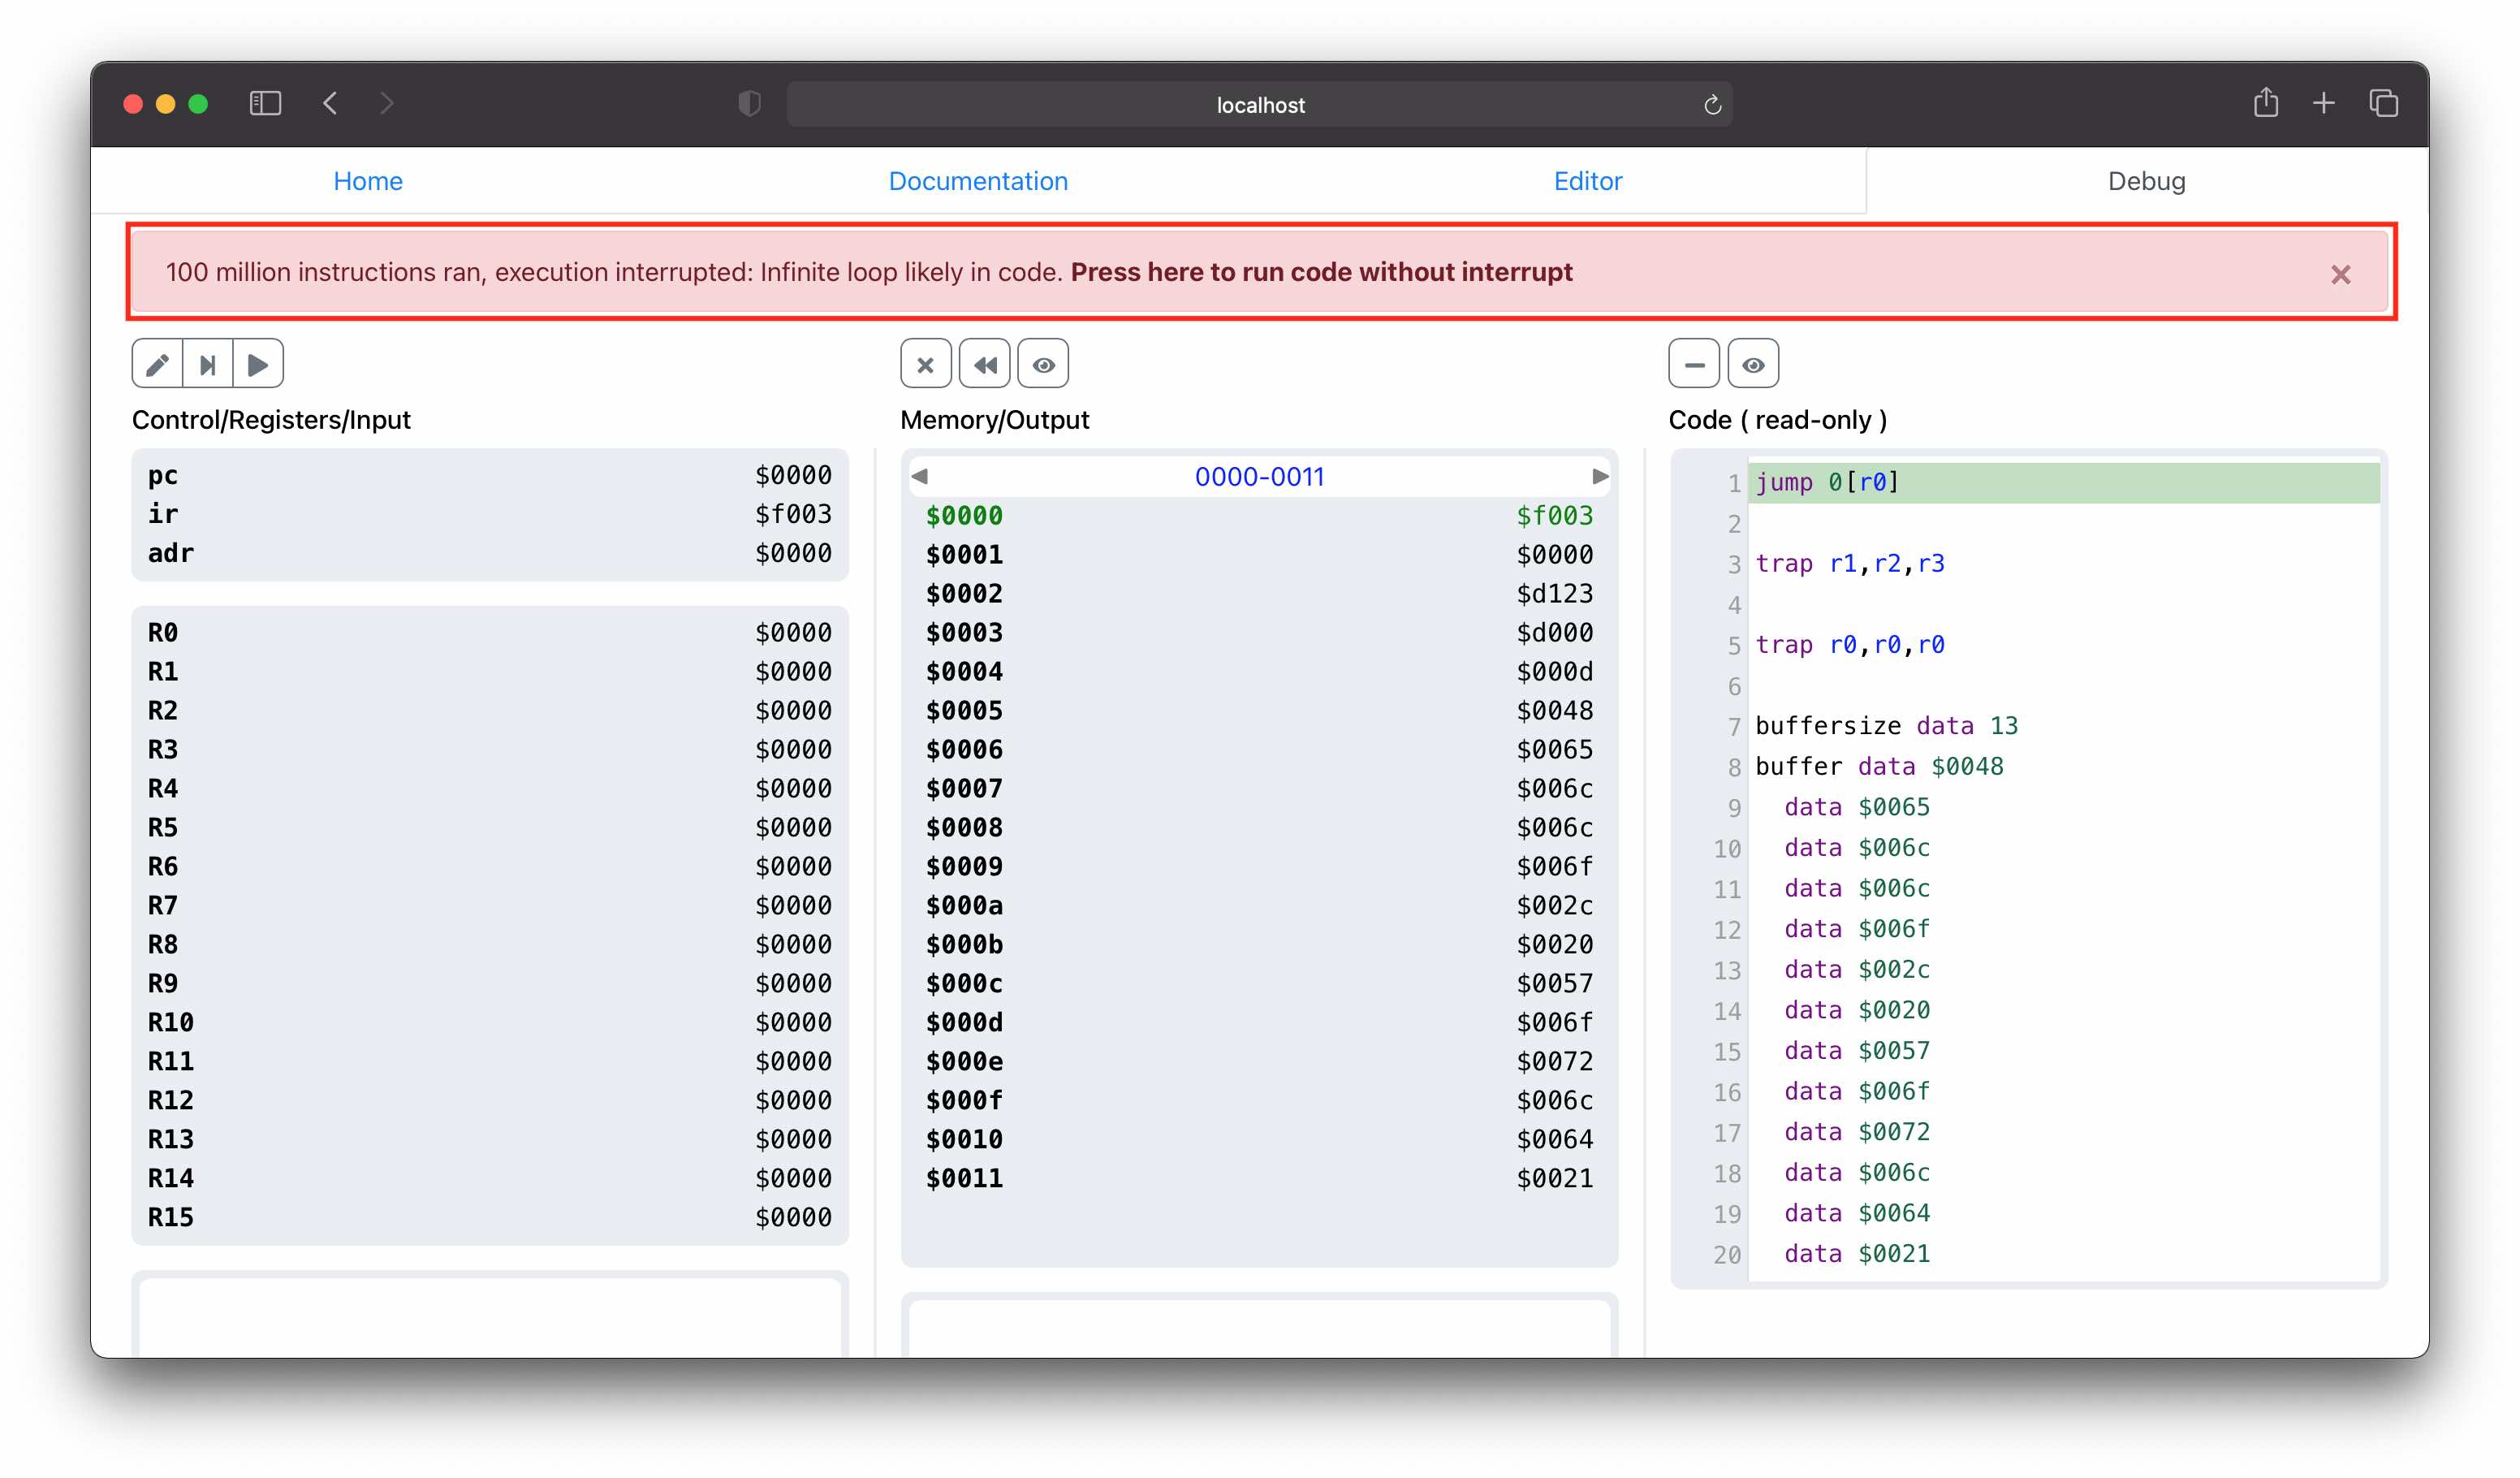 localhost
Home Documentation Editor Debug
100 million instructions ran, execution interrupted: Infinite loop likely in code. Press here to run code without interrupt
Control/Registers/Input
pc $0000
ir $f003
adr $0000
R0 $0000
R1 $0000
R2 $0000
R3 $0000
R4 $0000
R5 $0000
R6 $0000
R7 $0000
R8 $0000
R9 $0000
R10 $0000
R11 $0000
R12 $0000
R13 $0000
R14 $0000
R15 $0000
Memory/Output
0000-0011
$0000 $f003
$0001 $0000
$0002 $d123
$0003 $d000
$0004 $000d
$0005 $0048
$0006 $0065
$0007 $006c
$0008 $006c
$0009 $006f
$000a $002c
$000b $0020
$000c $0057
$000d $006f
$000e $0072
$000f $006c
$0010 $0064
$0011 $0021
Code ( read-only )
1 jump 0[r0]
2
3 trap r1,r2,r3
4
5 trap r0,r0,r0
6
7 buffersize data 13
8 buffer data $0048
9 data $0065
10 data $006c
11 data $006c
12 data $006f
13 data $002c
14 data $0020
15 data $0057
16 data $006f
17 data $0072
18 data $006c
19 data $0064
20 data $0021